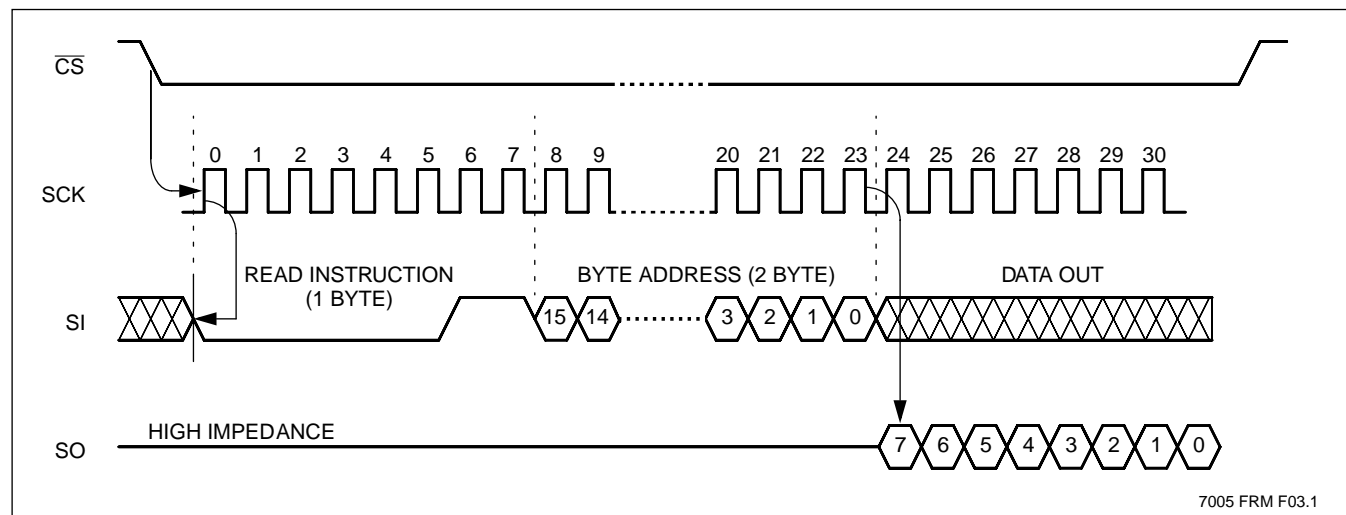 CS
0 1 2 3 4 5 6 7 8 9 20 21 22 23 24 25 26 27 28 29 30
SCK
READ INSTRUCTION
(1 BYTE)
BYTE ADDRESS (2 BYTE)
DATA OUT
SI
15 14 3 2 1 0
HIGH IMPEDANCE
SO
7 6 5 4 3 2 1 0
7005 FRM F03.1